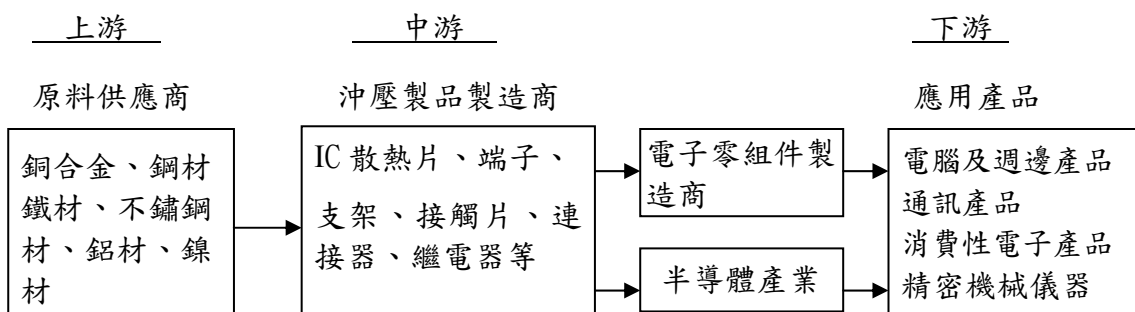 上游
中游
下游
原料供應商
沖壓製品製造商
應用產品
銅合金、鋼材
鐵材、不鏽鋼
材、鋁材、鎳
材
IC 散熱片、端子、
支架、接觸片、連
接器、繼電器等
電子零組件製
造商
半導體產業
電腦及週邊產品
通訊產品
消費性電子產品
精密機械儀器